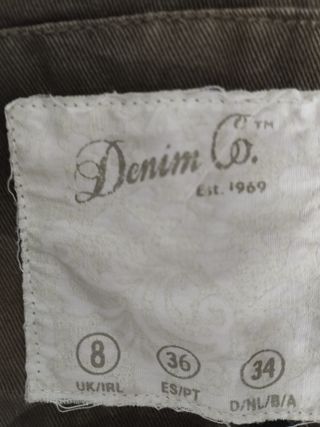 Denim Co.™
Est. 1969
8 36 34
UK/IRL ES/PT D/NL/B/A